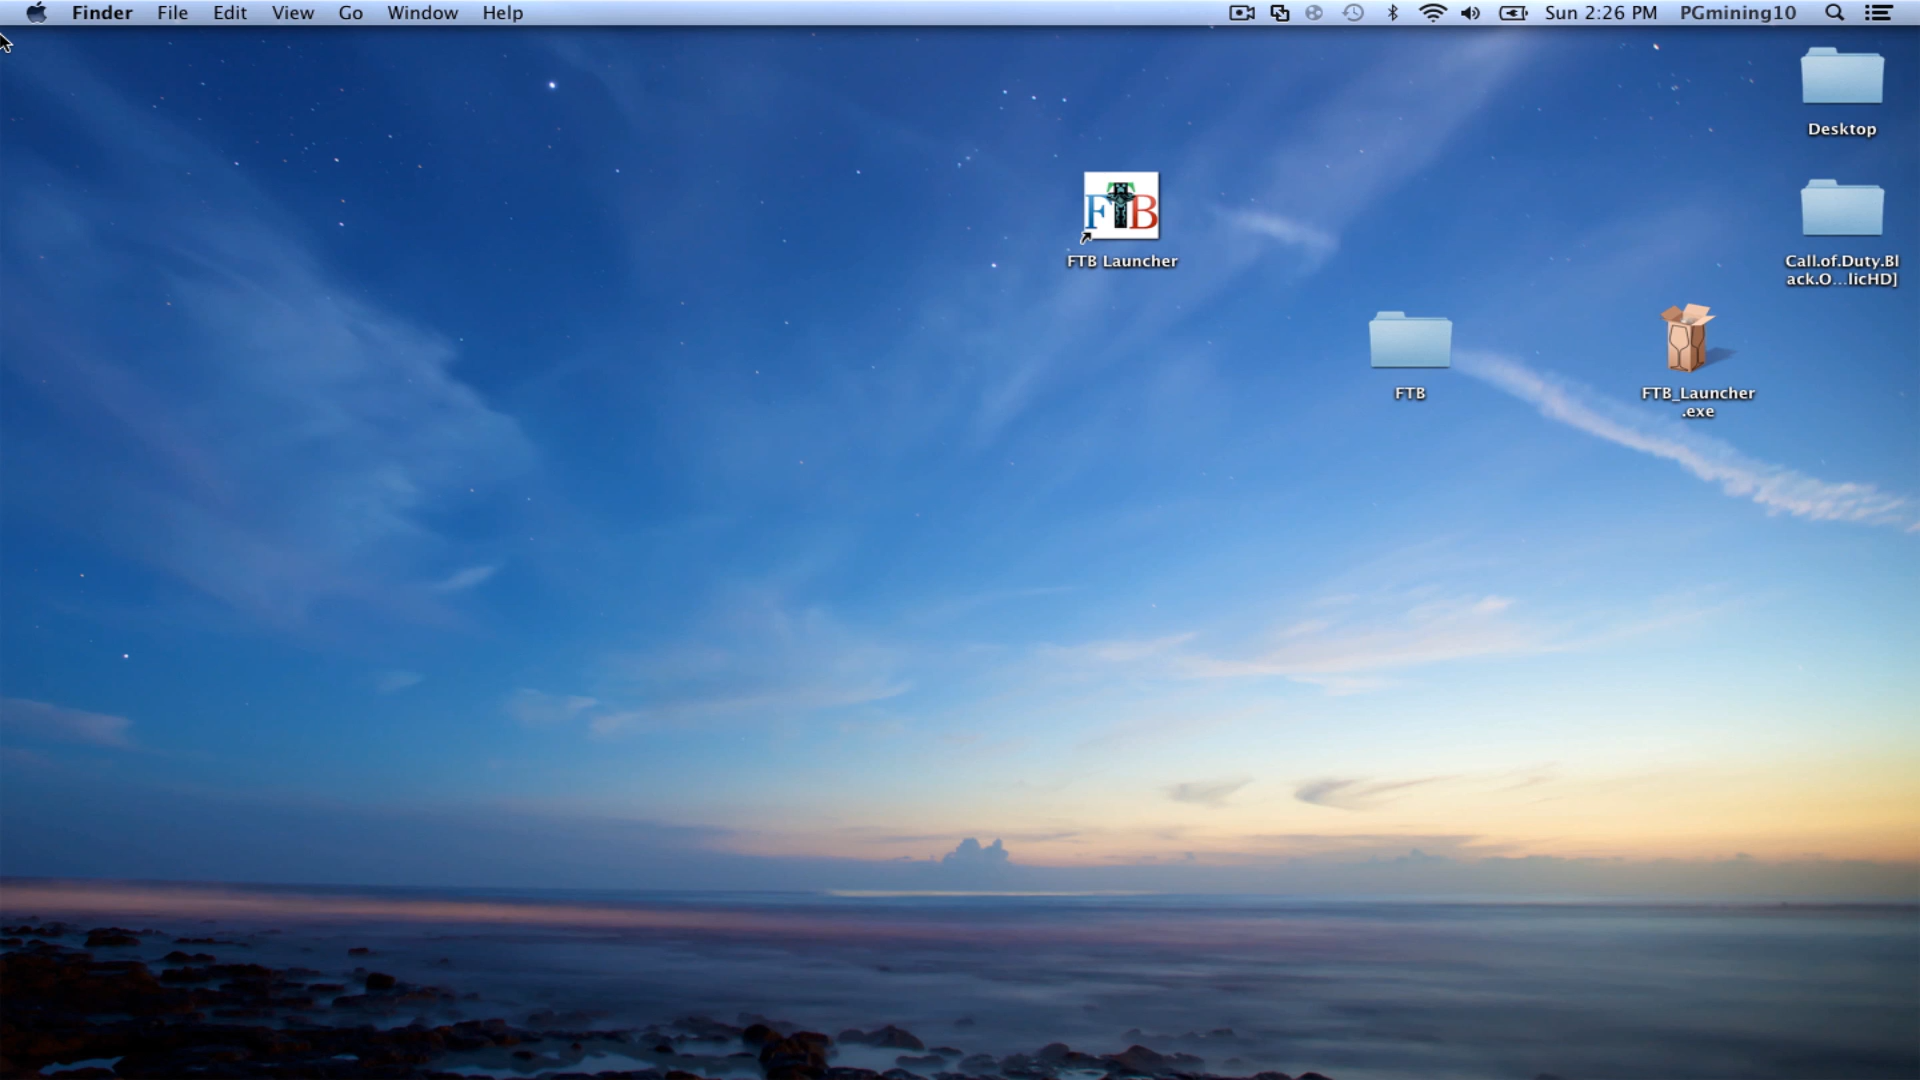 Finder File Edit View Go Window Help Sun 2:26 PM PGmining10
Desktop
FTB
FTB Launcher
Call.of.Duty.Bl
ack.O...licHD]
FTB
FTB_Launcher
.exe